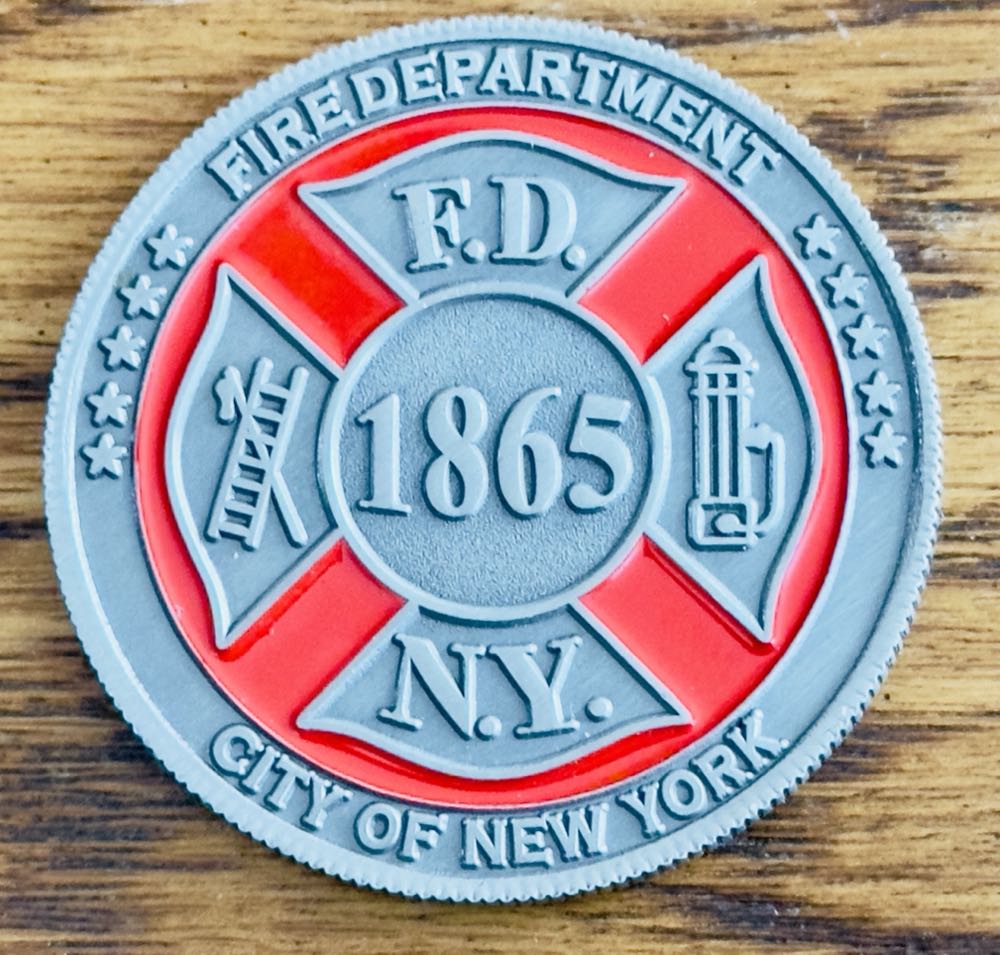 FIRE DEPARTMENT
F.D.
1865
N.Y.
CITY OF NEW YORK